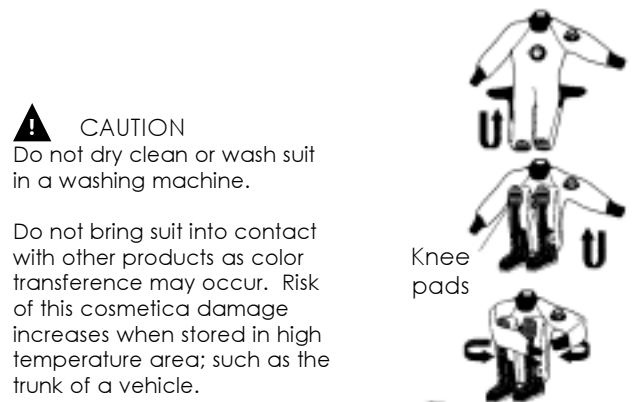 ! CAUTION
Do not dry clean or wash suit
in a washing machine.
Do not bring suit into contact
with other products as color
transference may occur.  Risk
of this cosmetica damage
increases when stored in high
temperature area; such as the
trunk of a vehicle.
Knee
pads